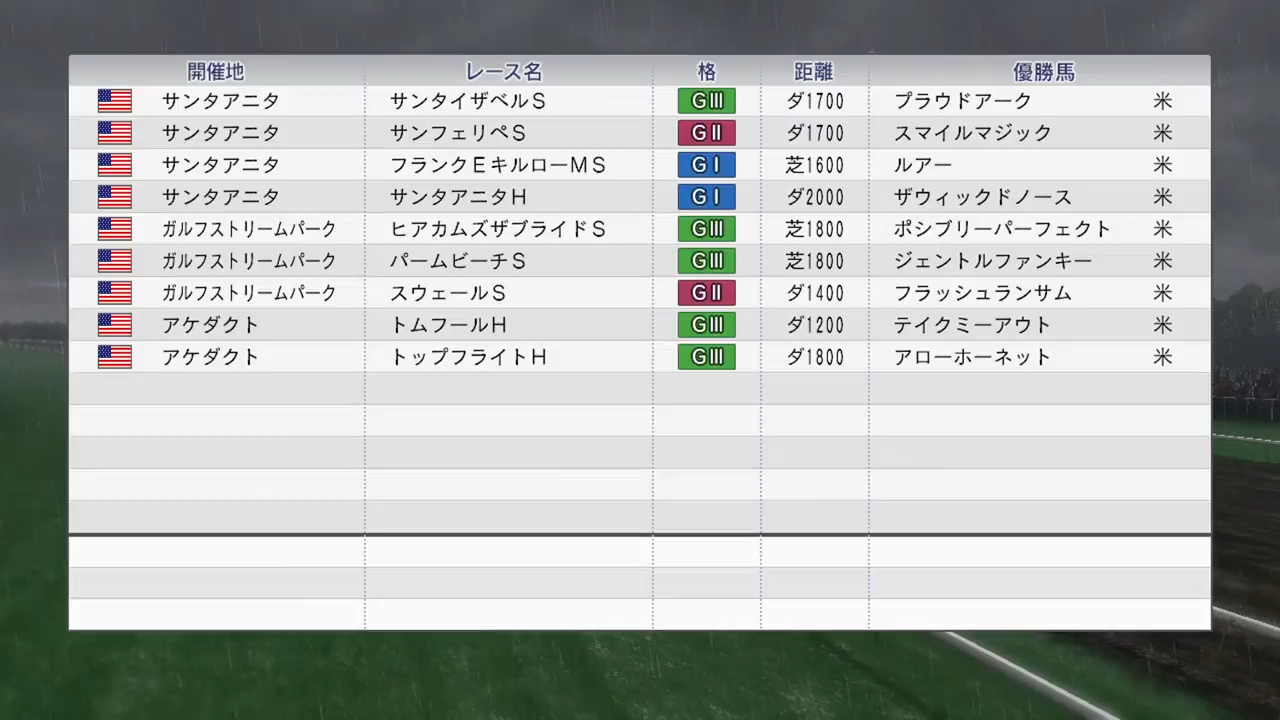 開催地 レース名 格 距離 優勝馬
サンタアニタ サンタイザベルＳ GⅢ ダ1700 プラウドアーク 米
サンタアニタ サンフェリペＳ GⅡ ダ1700 スマイルマジック 米
サンタアニタ フランクＥキルローＭＳ GⅠ 芝1600 ルアー 米
サンタアニタ サンタアニタＨ GⅠ ダ2000 ザウィックドノース 米
ガルフストリームパーク ヒアカムズザブライドＳ GⅢ 芝1800 ポシブリーパーフェクト 米
ガルフストリームパーク パームビーチＳ GⅢ 芝1800 ジェントルファンキー 米
ガルフストリームパーク スウェールＳ GⅡ ダ1400 フラッシュランサム 米
アケダクト トムフールＨ GⅢ ダ1200 テイクミーアウト 米
アケダクト トップフライトＨ GⅢ ダ1800 アローホーネット 米